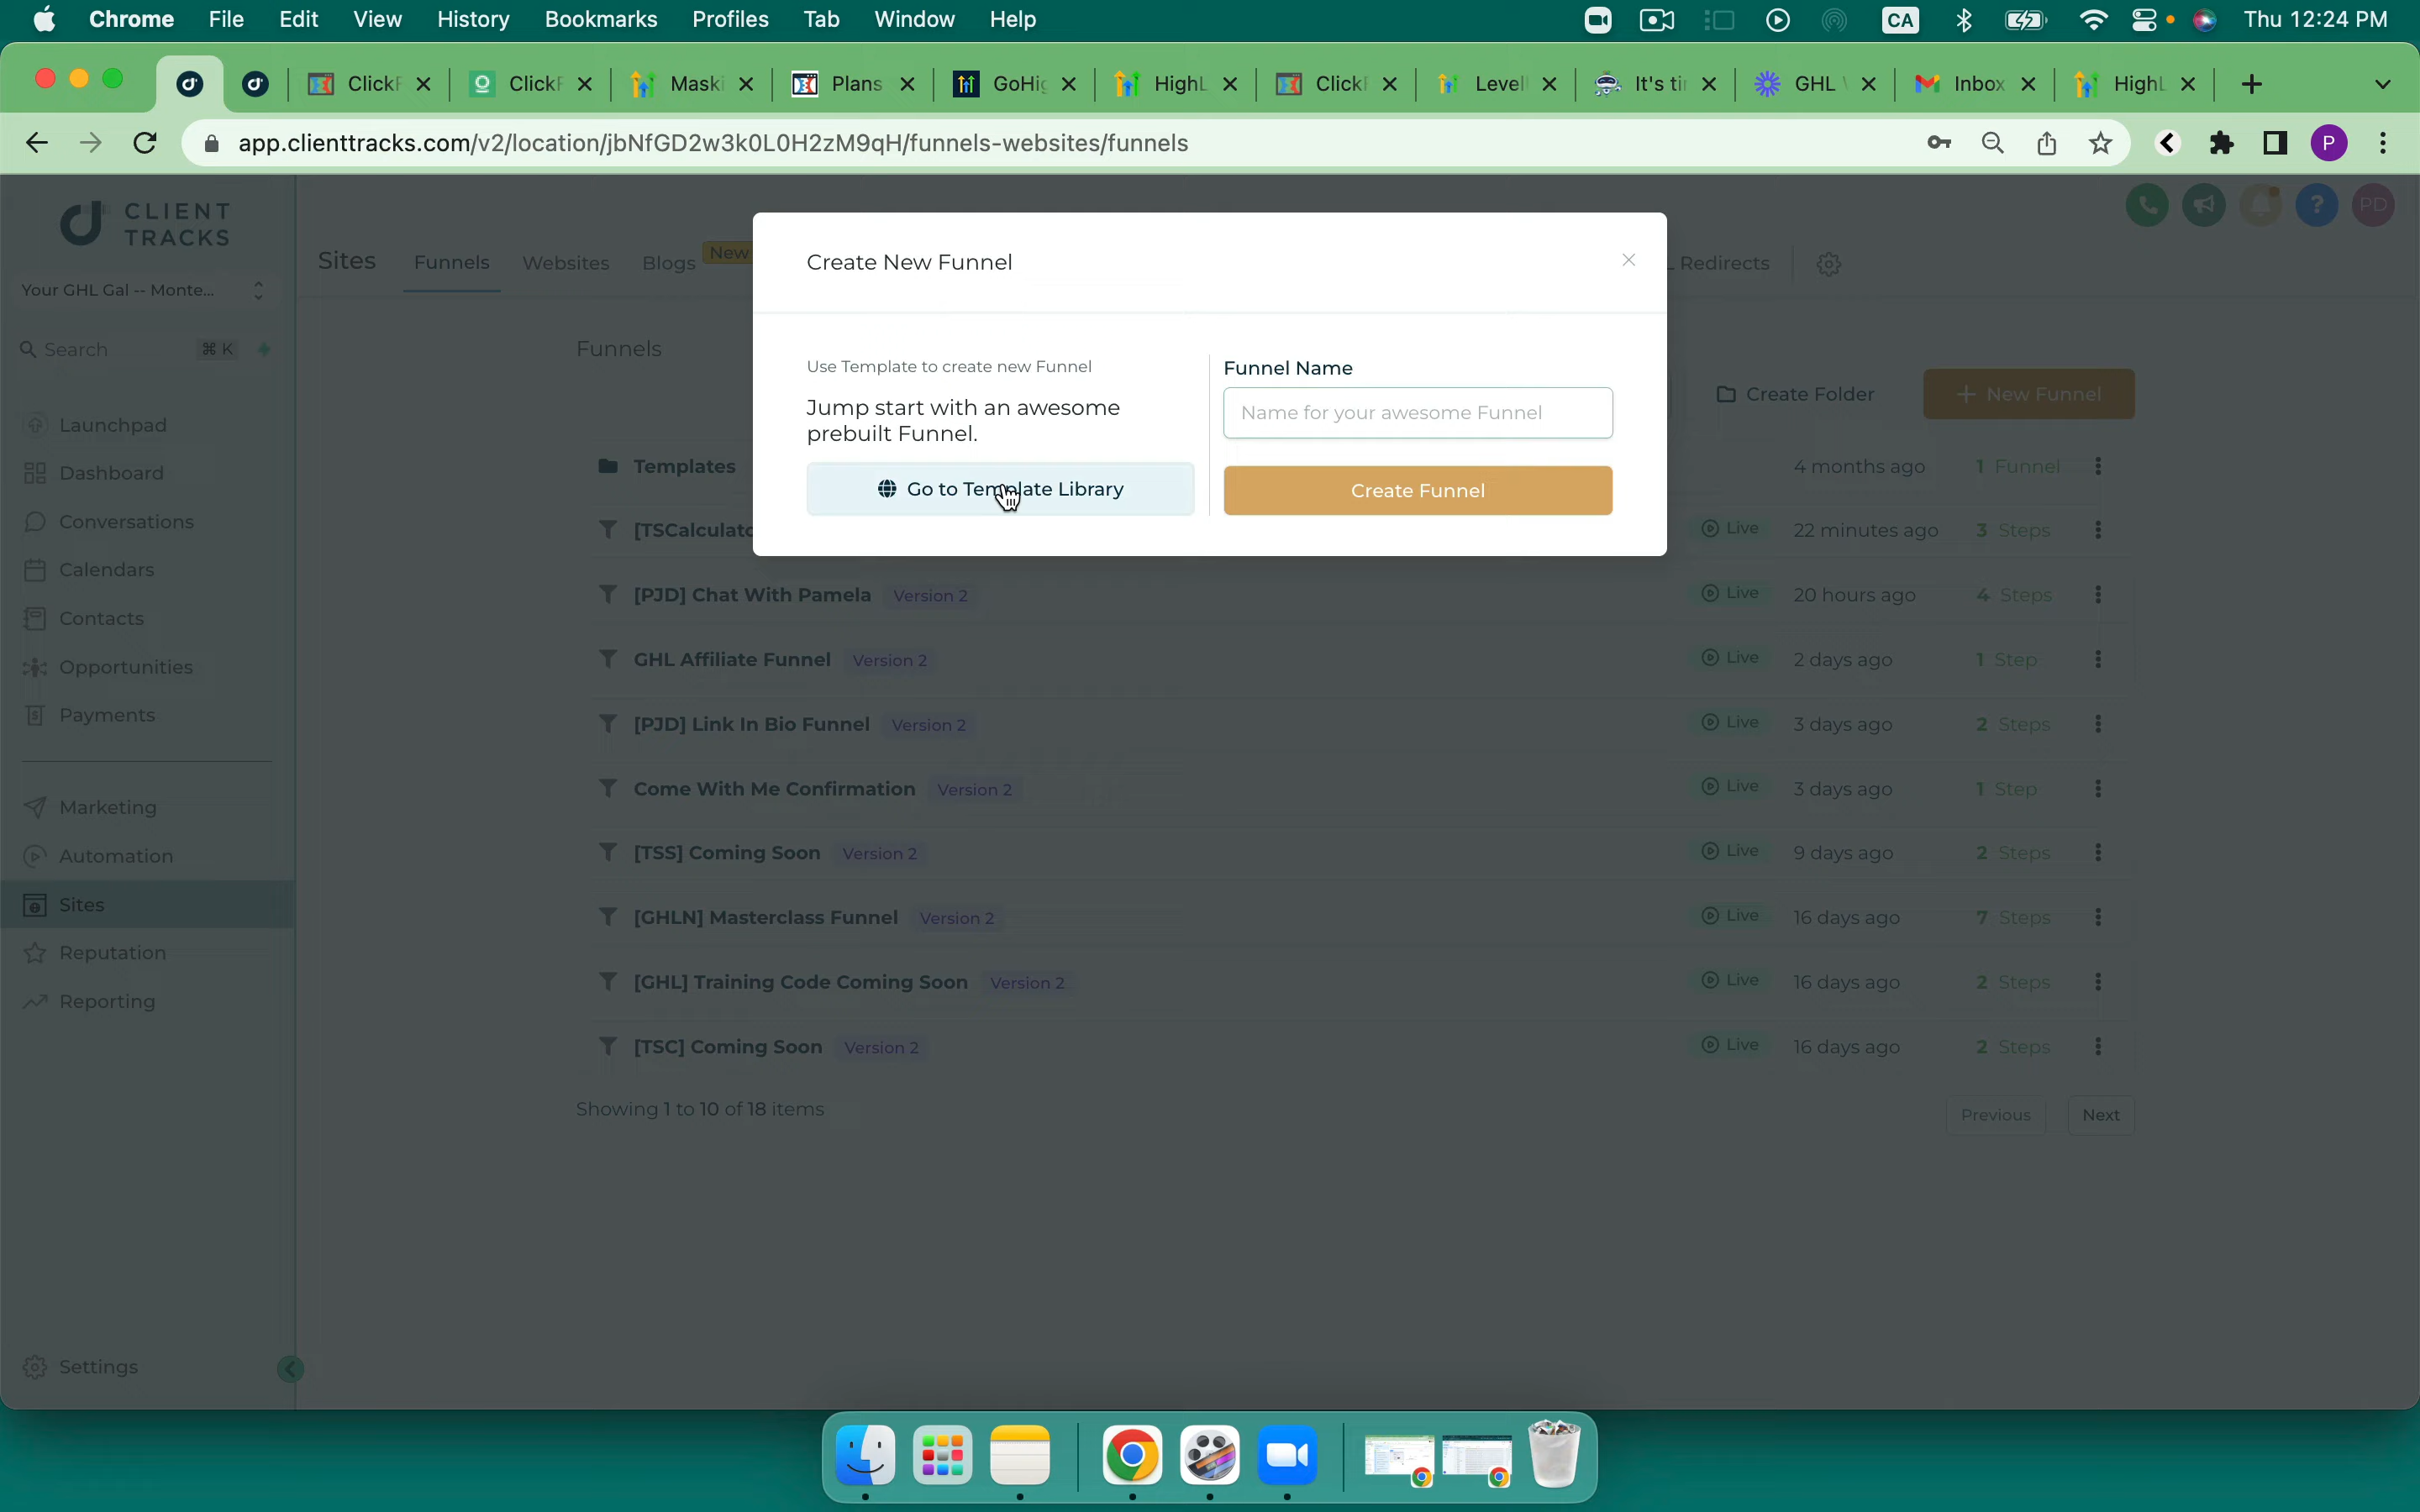 Chrome File Edit View History Bookmarks Profiles Tab Window Help CA Thu 12:24 PM
ClickF ClickF Maski Plans GoHig HighL ClickF Level It's ti GHL Inbox HighL
app.clienttracks.com/v2/location/jbNfGD2w3k0L0H2zM9qH/funnels-websites/funnels P
CLIENT
TRACKS
PD
Sites Funnels Websites Blogs New Redirects
Your GHL Gal -- Monte...
Search ⌘ K
Launchpad
Dashboard
Conversations
Calendars
Contacts
Opportunities
Payments
Marketing
Automation
Sites
Reputation
Reporting
Settings
Create New Funnel
Use Template to create new Funnel
Jump start with an awesome
prebuilt Funnel.
Go to Template Library
Funnel Name
Name for your awesome Funnel
Create Funnel
Funnels
Create Folder + New Funnel
Templates 4 months ago 1 Funnel
[TSCalculato Live 22 minutes ago 3 Steps
[PJD] Chat With Pamela Version 2 Live 20 hours ago 4 Steps
GHL Affiliate Funnel Version 2 Live 2 days ago 1 Step
[PJD] Link In Bio Funnel Version 2 Live 3 days ago 2 Steps
Come With Me Confirmation Version 2 Live 3 days ago 1 Step
[TSS] Coming Soon Version 2 Live 9 days ago 2 Steps
[GHLN] Masterclass Funnel Version 2 Live 16 days ago 7 Steps
[GHL] Training Code Coming Soon Version 2 Live 16 days ago 2 Steps
[TSC] Coming Soon Version 2 Live 16 days ago 2 Steps
Showing 1 to 10 of 18 items
Previous Next